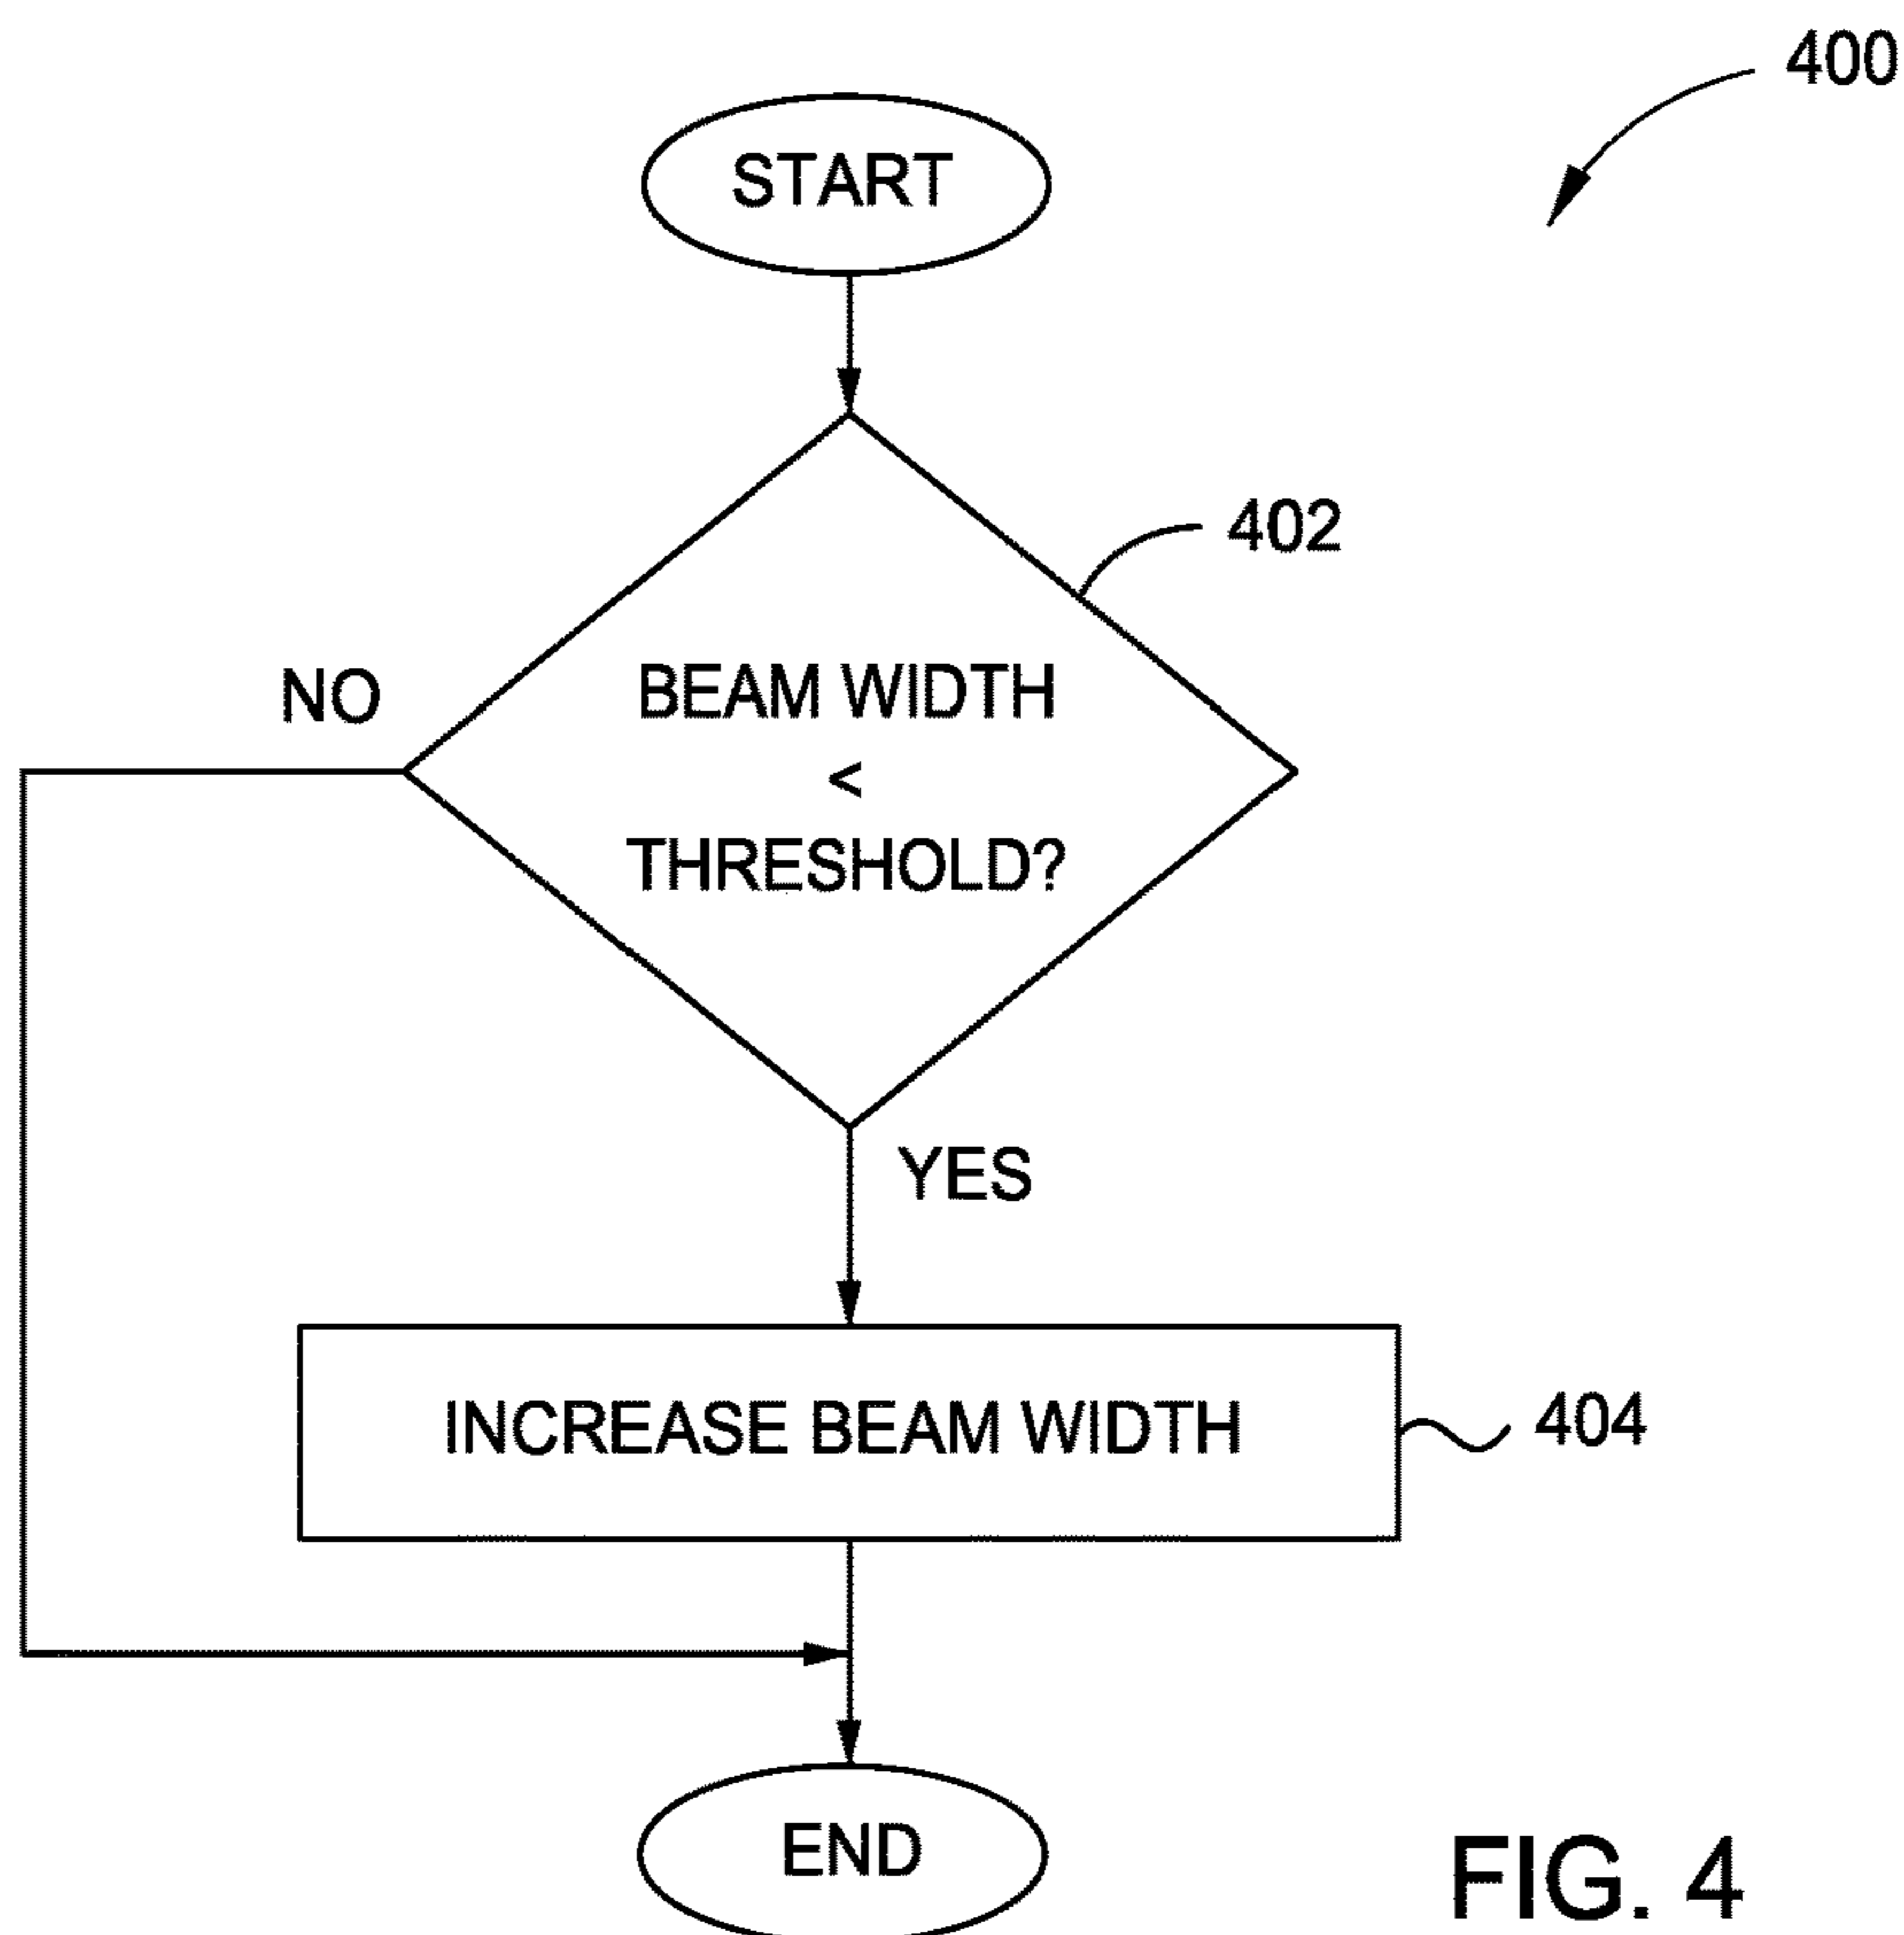 400
START
402
NO
BEAM WIDTH
<
THRESHOLD?
YES
INCREASE BEAM WIDTH
404
END
FIG. 4